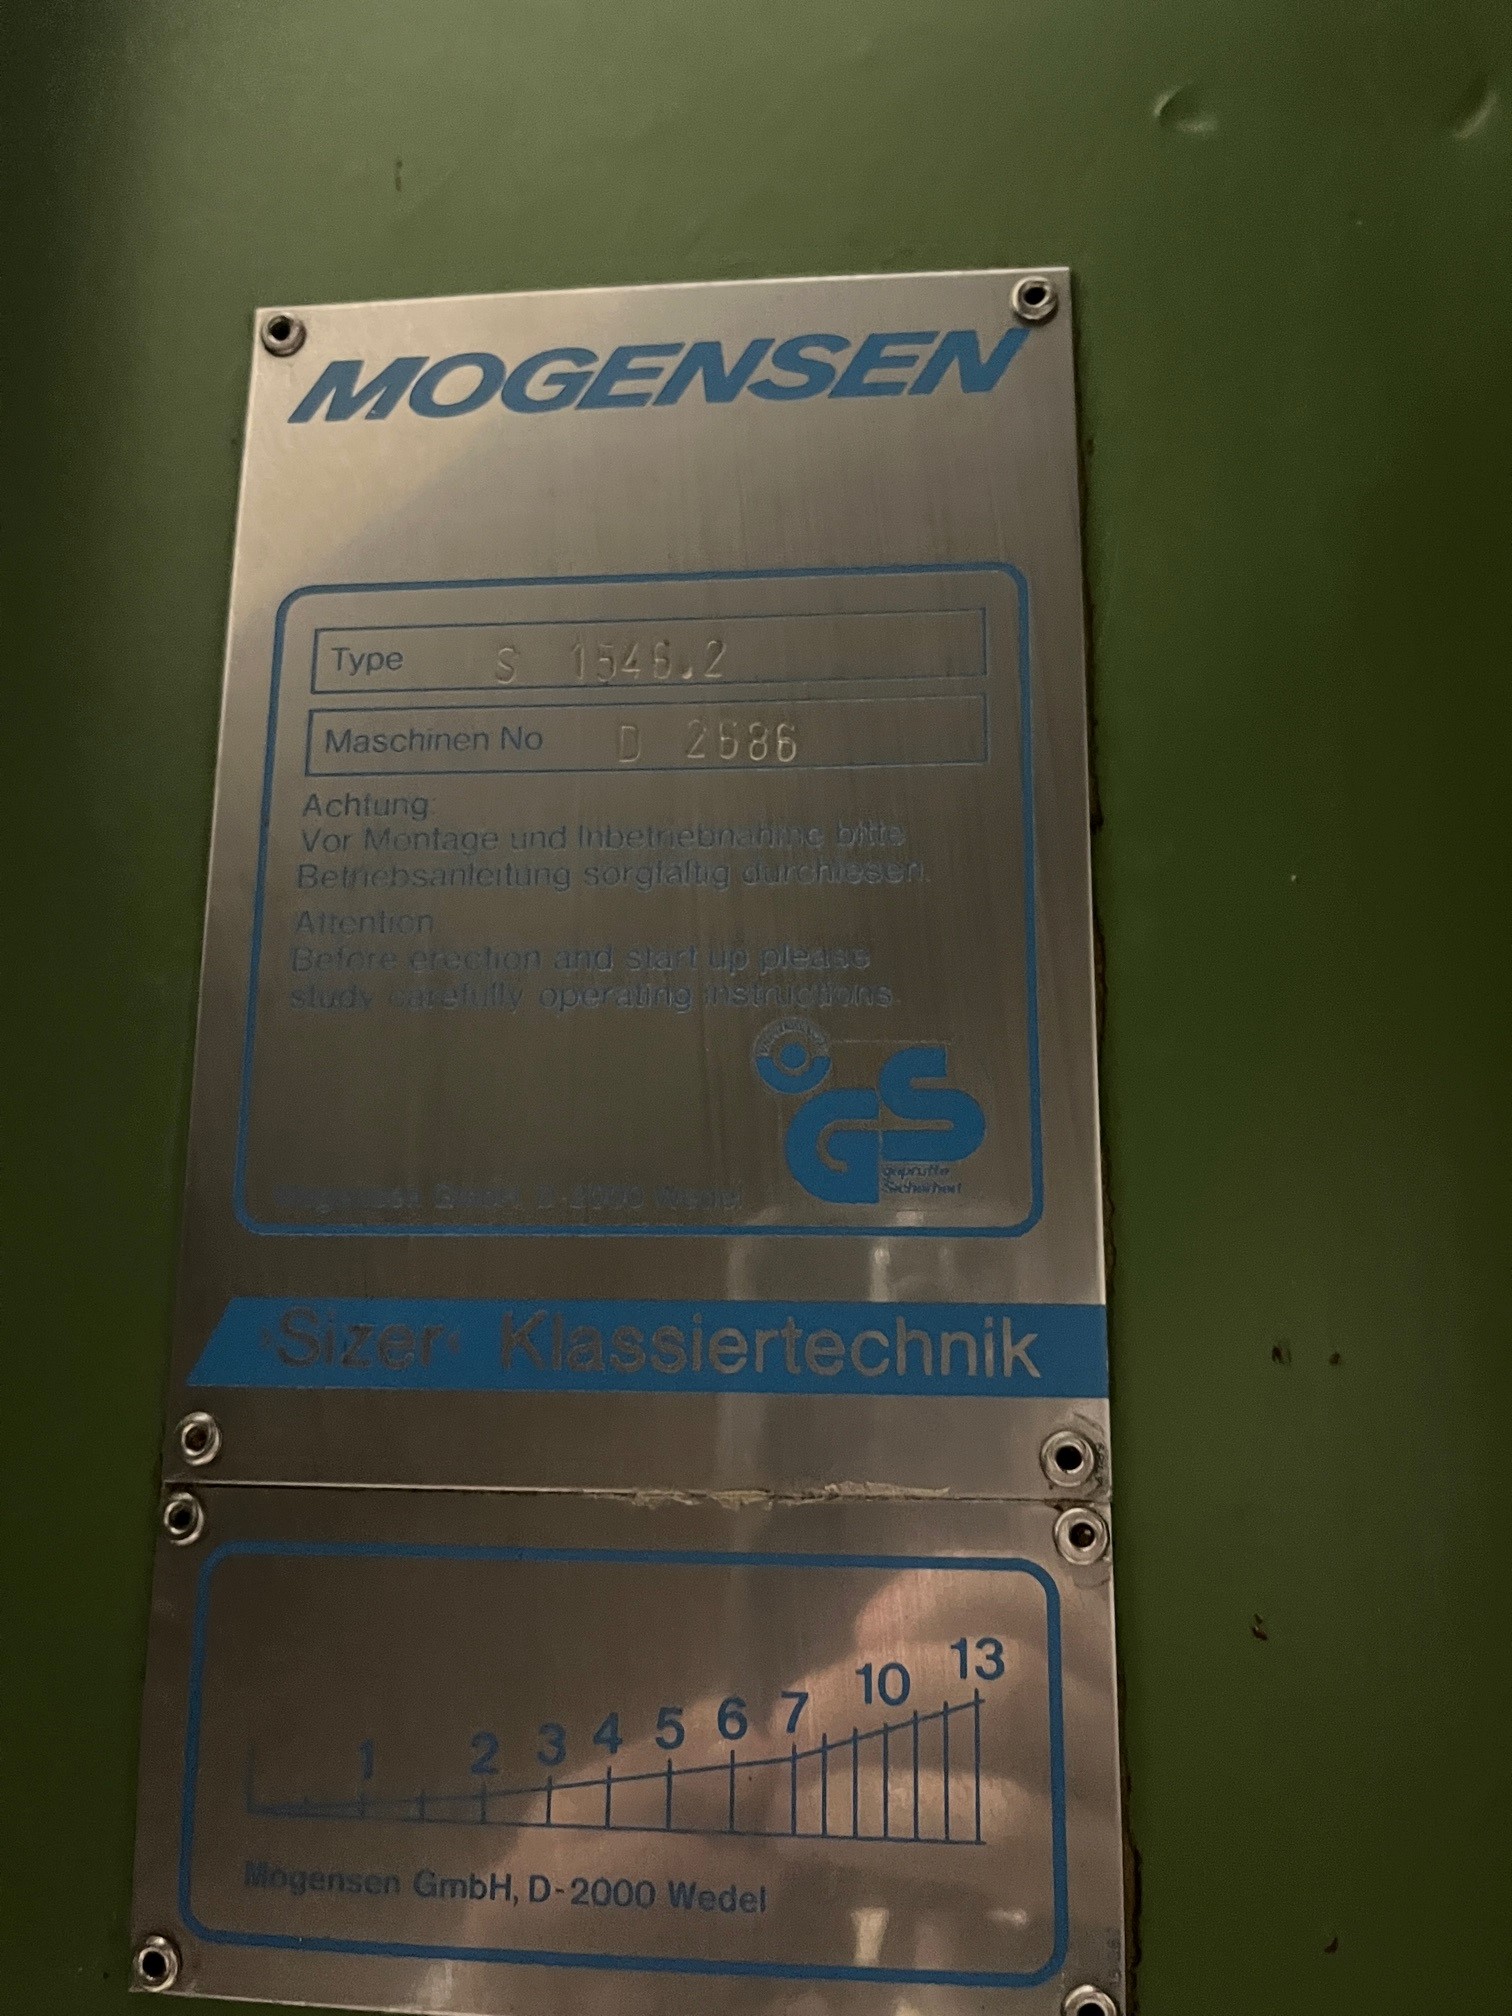 MOGENSEN
Type S 1546.2
Maschinen No D 2686
Achtung:
Vor Montage und Inbetriebnahme bitte
Betriebsanleitung sorgfältig durchlesen.
Attention
Before erection and start up please
study carefully operating instructions.
GS
geprüfte
Sicherheit
Mogensen GmbH, D-2000 Wedel
›Sizer‹ Klassiertechnik
1 2 3 4 5 6 7 10 13
Mogensen GmbH, D-2000 Wedel